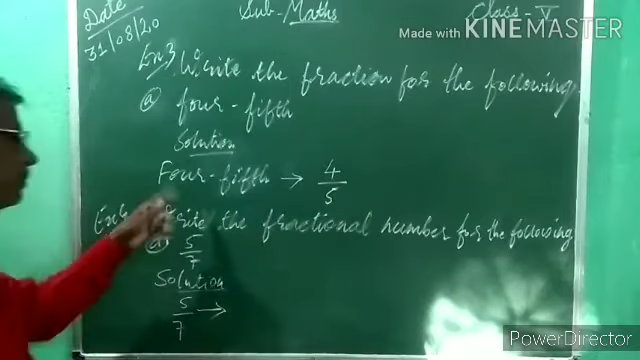 Date
31/08/20
Sub- Maths
Class - V
Made with KINEMASTER
Ex.3 Write the fraction for the following.
(a) four-fifth
Solution
Four-fifth → 4/5
Write the fractional number for the following
(a) 5/7
Solution
5/7 →
PowerDirector